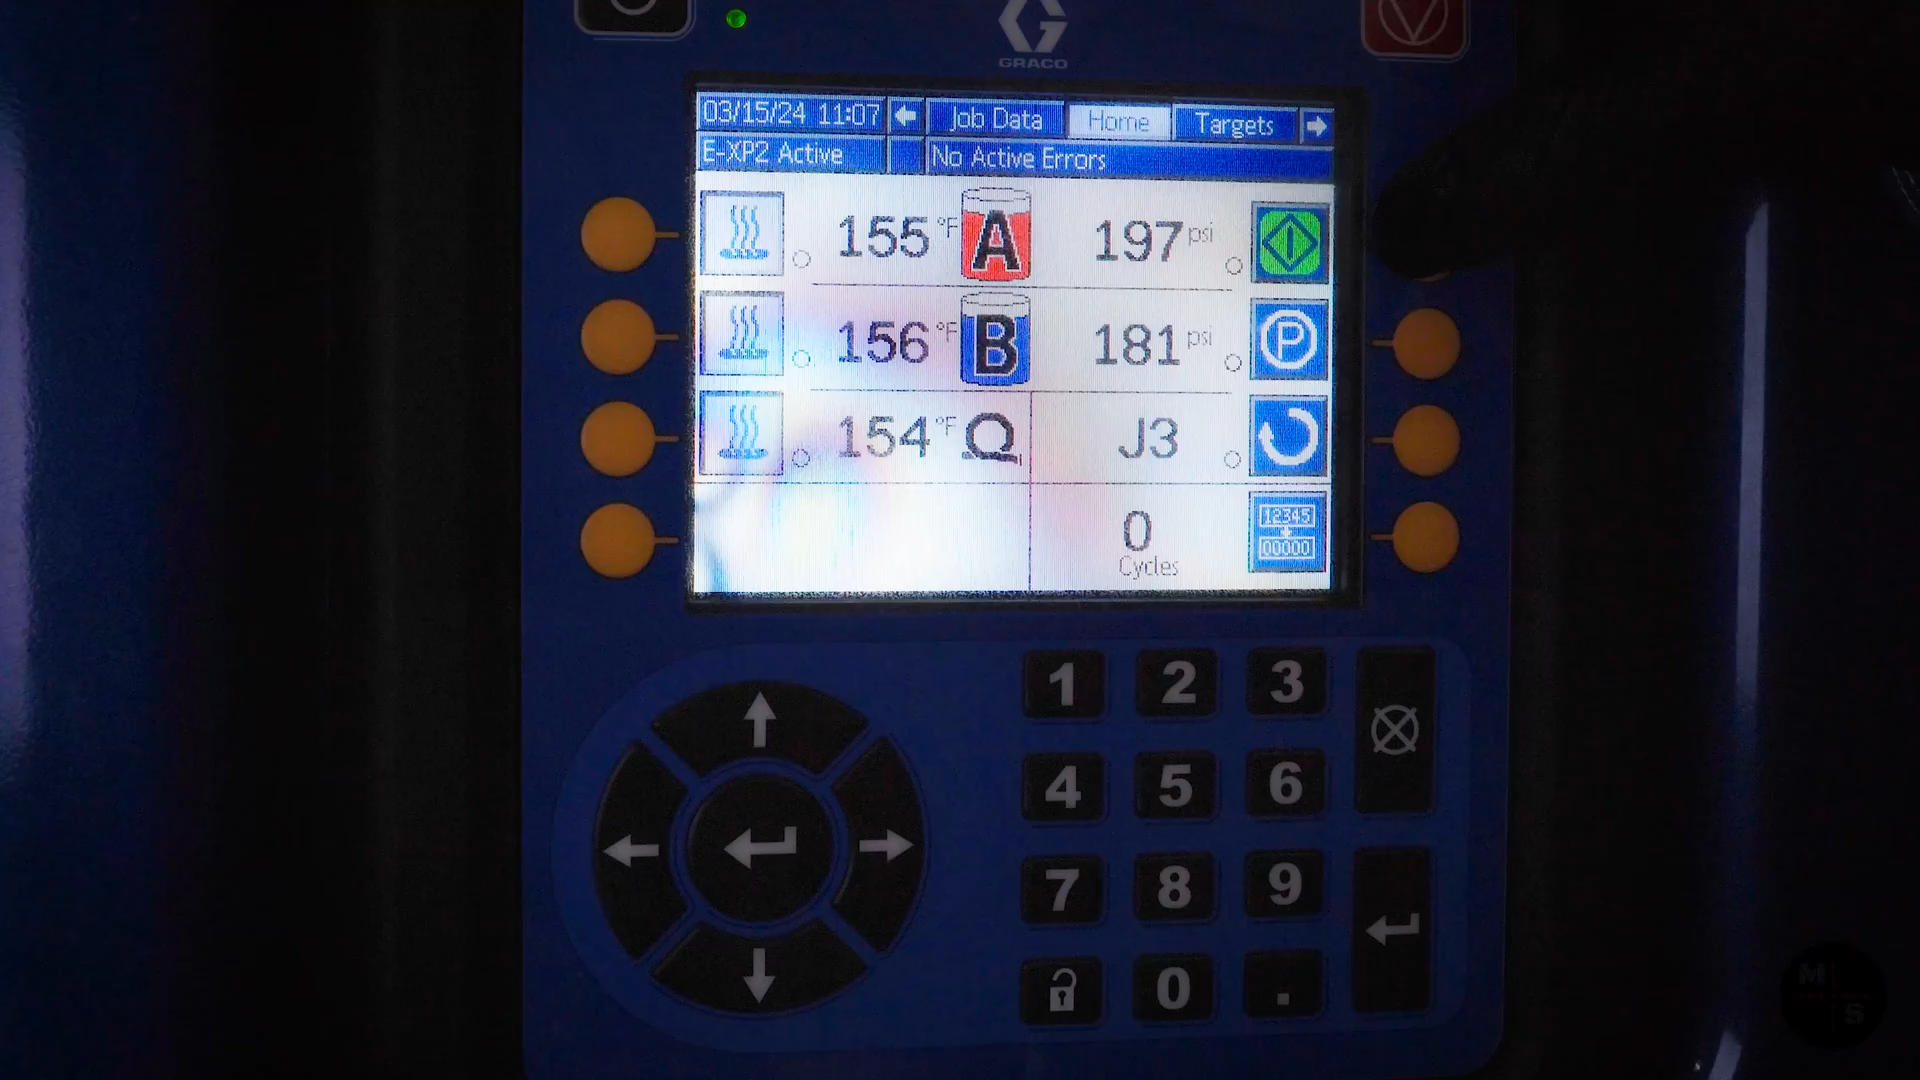 GRACO
03/15/24 11:07 Job Data Home Targets
E-XP2 Active No Active Errors
155 °F A 197 psi
156 °F B 181 psi
P
154 °F J3
12345
00000
0
Cycles
1 2 3
4 5 6
7 8 9
0 .
M
S